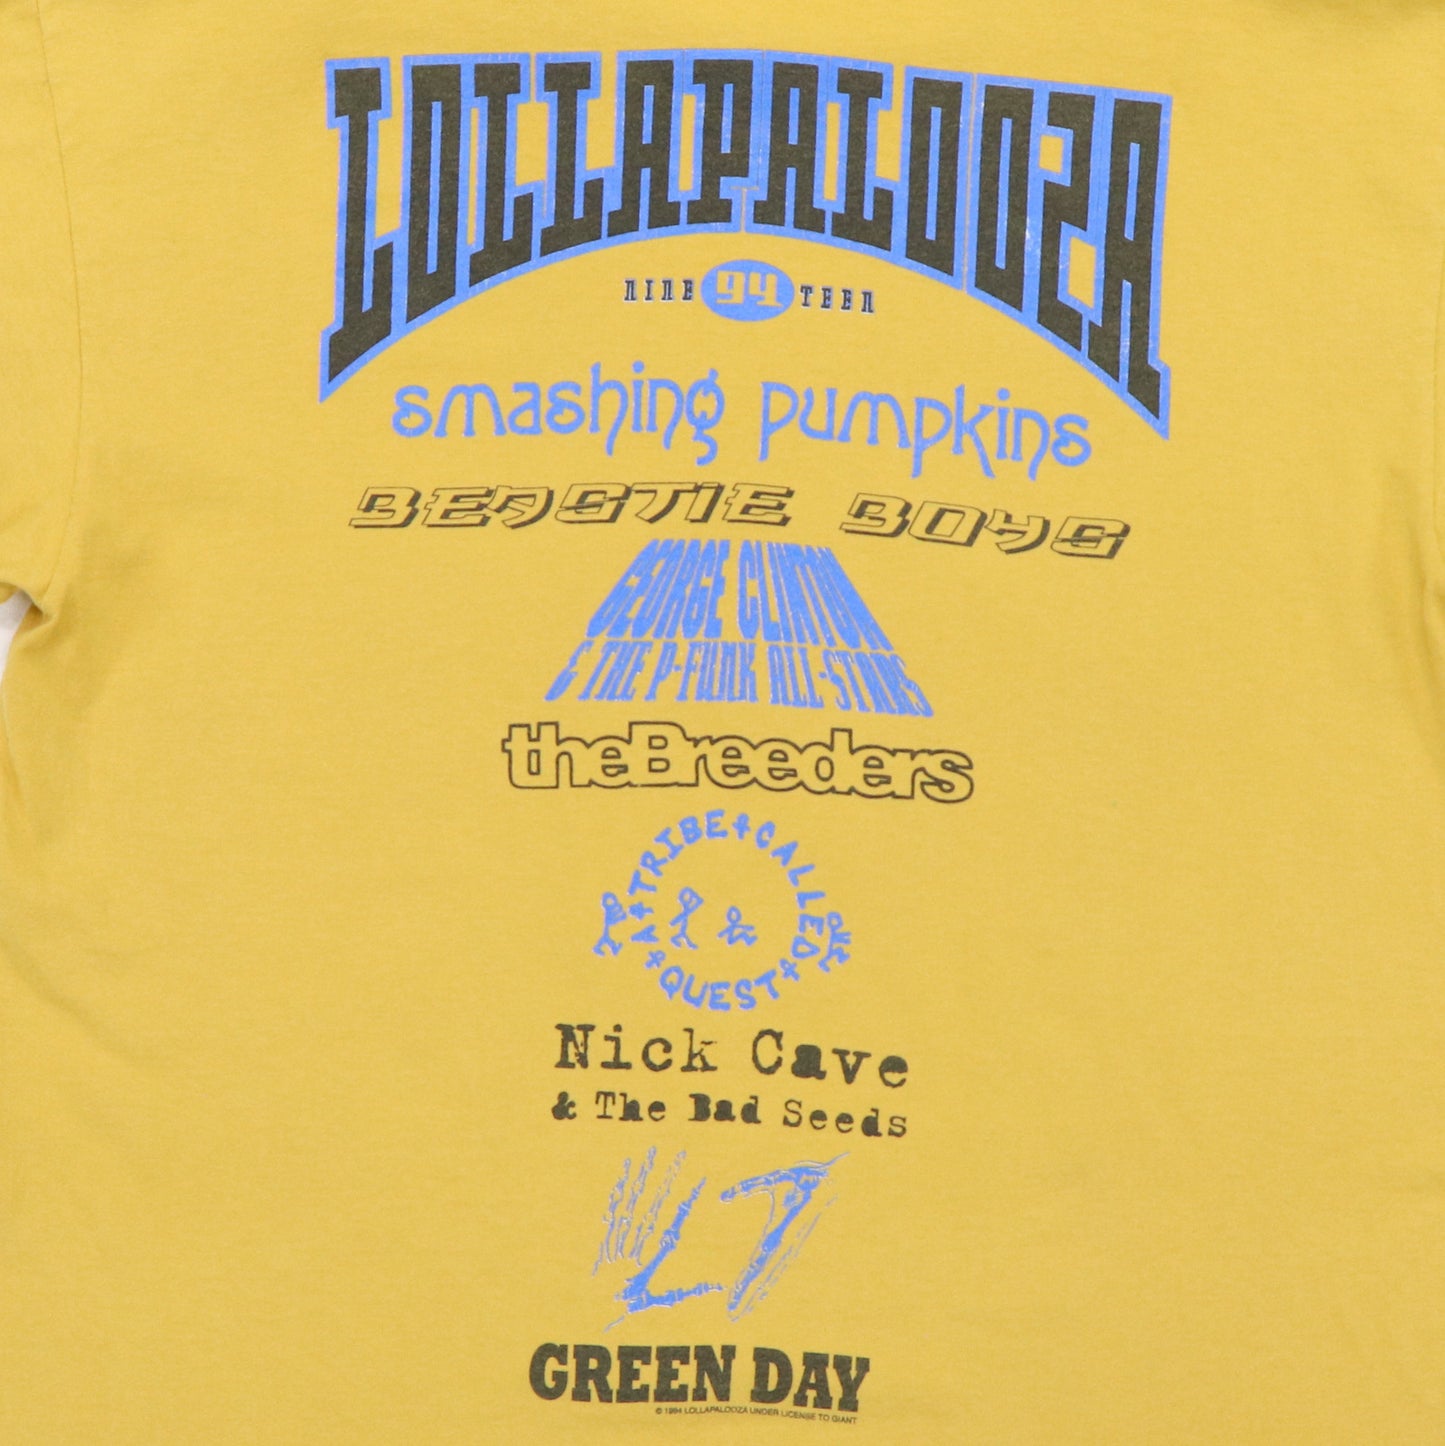 LOLLAPALOOZA
NINE 94 TEEN
smashing pumpkins
BEASTIE BOYS
GEORGE CLINTON
& THE P-FUNK ALL-STARS
theBreeders
A TRIBE CALLED QUEST
Nick Cave
& The Bad Seeds
L7
GREEN DAY
© 1994 LOLLAPALOOZA UNDER LICENSE TO GIANT